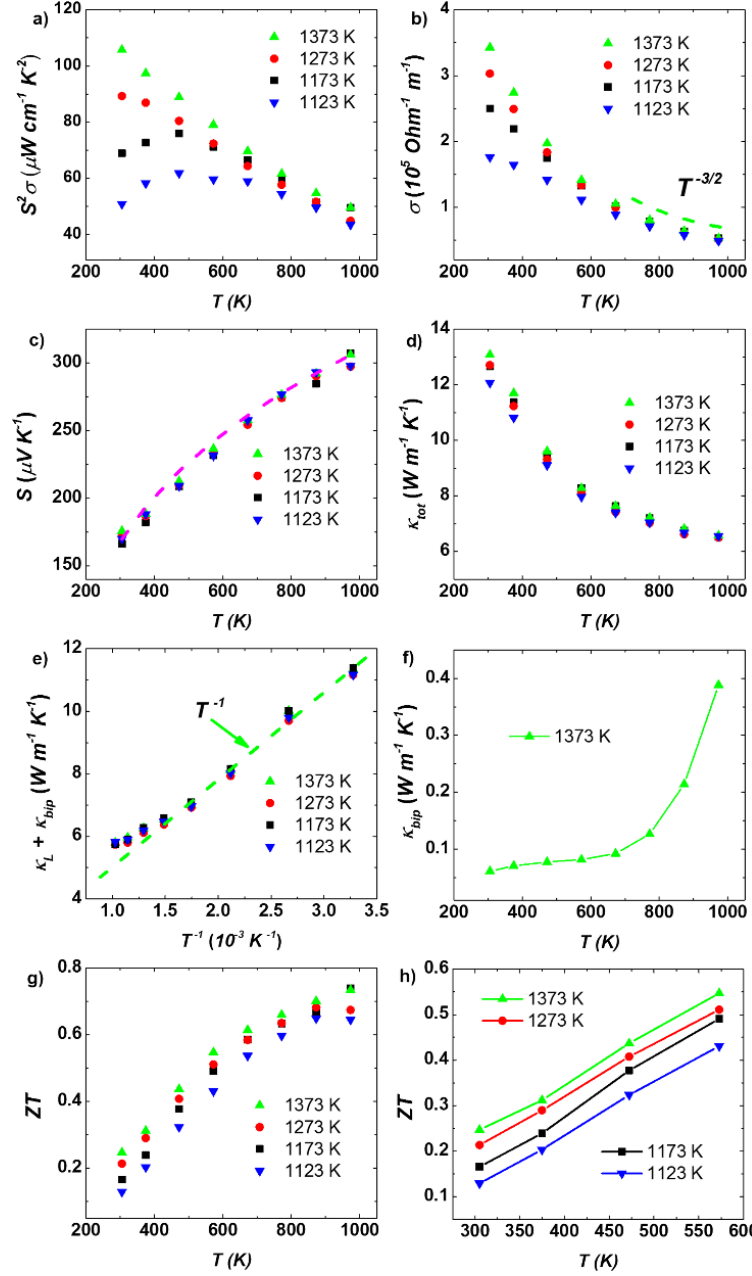 a)
S²σ (μW cm⁻¹ K⁻²)
120
100
80
60
40
1373 K
1273 K
1173 K
1123 K
200 400 600 800 1000
T (K)
b)
σ (10⁵ Ohm⁻¹ m⁻¹)
4
3
2
1
1373 K
1273 K
1173 K
1123 K
T⁻³/²
200 400 600 800 1000
T (K)
c)
S (μV K⁻¹)
300
250
200
150
1373 K
1273 K
1173 K
1123 K
200 400 600 800 1000
T (K)
d)
κtot (W m⁻¹ K⁻¹)
14
12
10
8
6
1373 K
1273 K
1173 K
1123 K
200 400 600 800 1000
T (K)
e)
κL + κbip (W m⁻¹ K⁻¹)
12
10
8
6
4
T⁻¹
1373 K
1273 K
1173 K
1123 K
1.0 1.5 2.0 2.5 3.0 3.5
T⁻¹ (10⁻³ K⁻¹)
f)
κbip (W m⁻¹ K⁻¹)
0.4
0.3
0.2
0.1
1373 K
200 400 600 800 1000
T (K)
g)
ZT
0.8
0.6
0.4
0.2
1373 K
1273 K
1173 K
1123 K
200 400 600 800 1000
T (K)
h)
ZT
0.6
0.5
0.4
0.3
0.2
0.1
1373 K
1273 K
1173 K
1123 K
300 350 400 450 500 550 600
T (K)